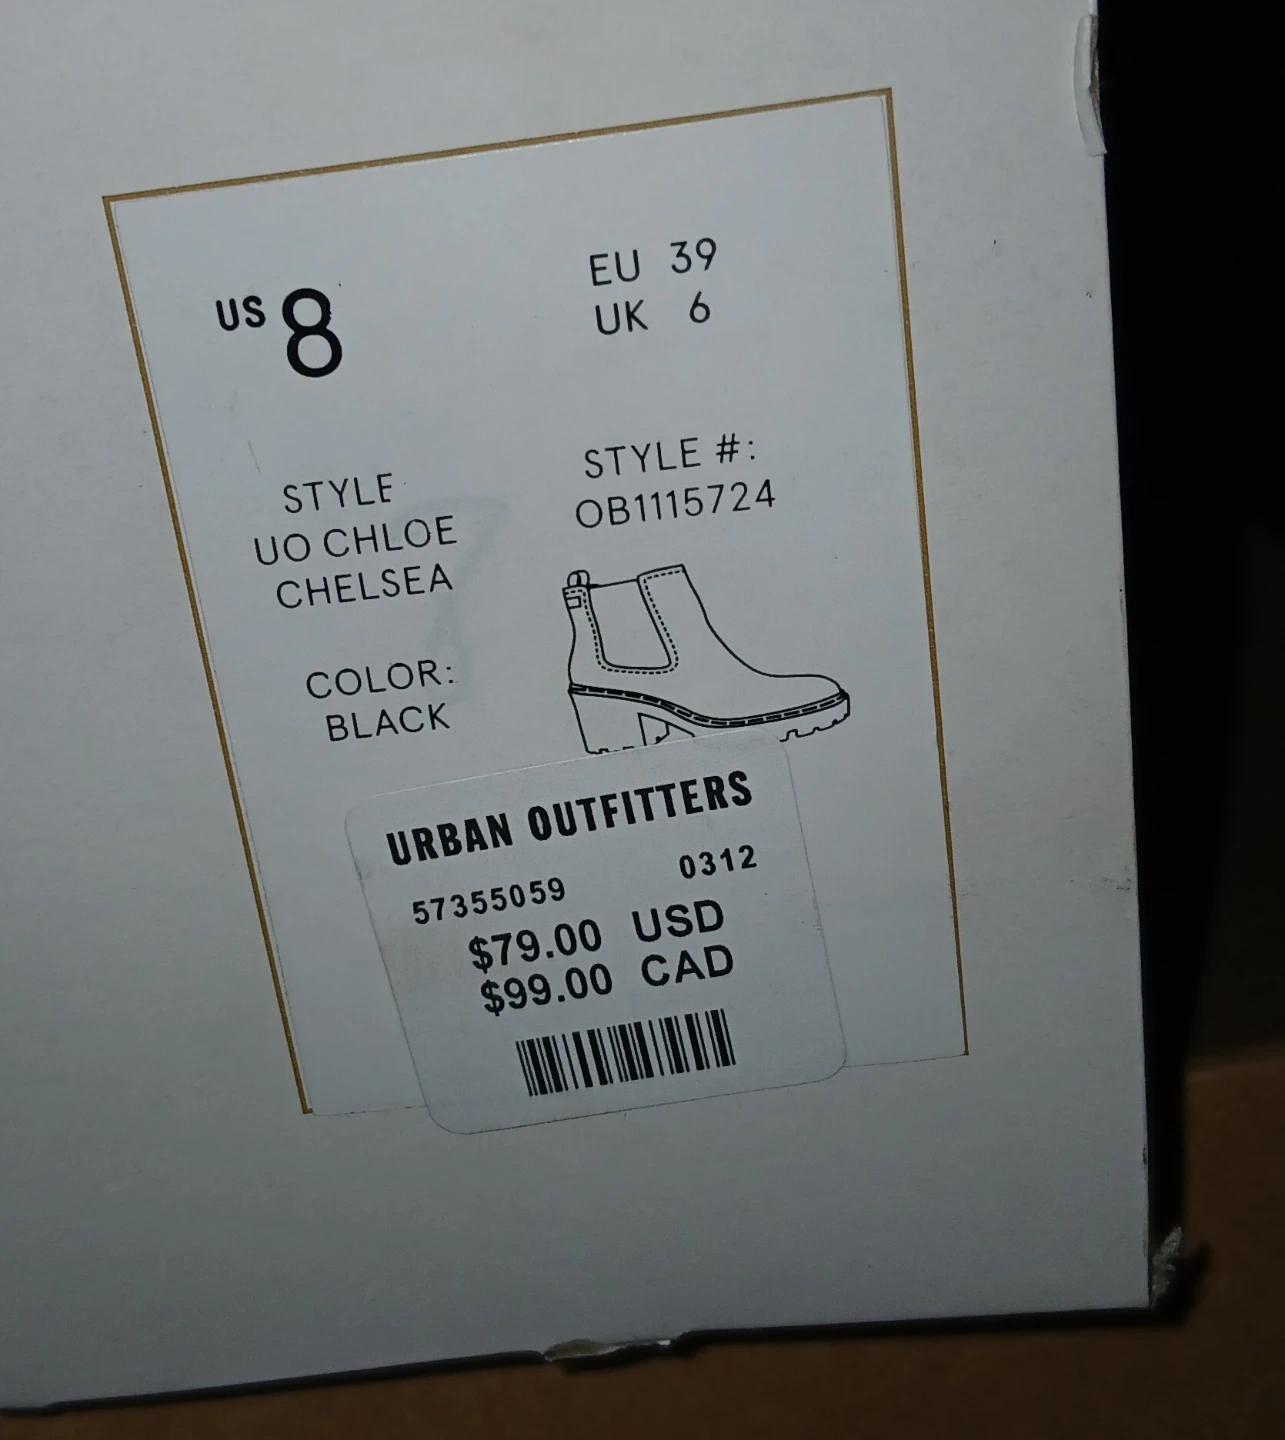 US 8
EU 39
UK 6
STYLE
UO CHLOE
CHELSEA
STYLE #:
OB1115724
COLOR:
BLACK
URBAN OUTFITTERS
57355059 0312
$79.00 USD
$99.00 CAD